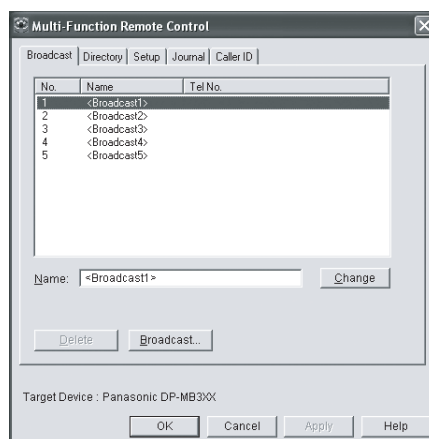 Multi-Function Remote Control
Broadcast Directory Setup Journal Caller ID
No. Name Tel No.
1 <Broadcast1>
2 <Broadcast2>
3 <Broadcast3>
4 <Broadcast4>
5 <Broadcast5>
Name: <Broadcast1> Change
Delete Broadcast...
Target Device : Panasonic DP-MB3XX
OK Cancel Apply Help